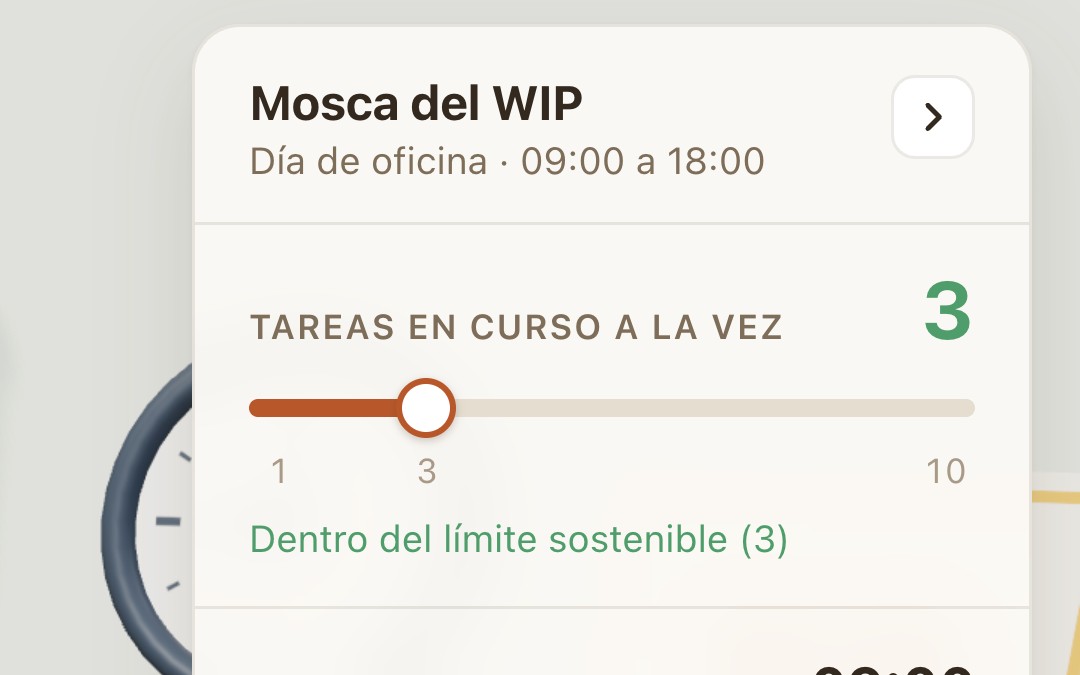 Mosca del WIP
Día de oficina · 09:00 a 18:00
TAREAS EN CURSO A LA VEZ
3
1
3
10
Dentro del límite sostenible (3)